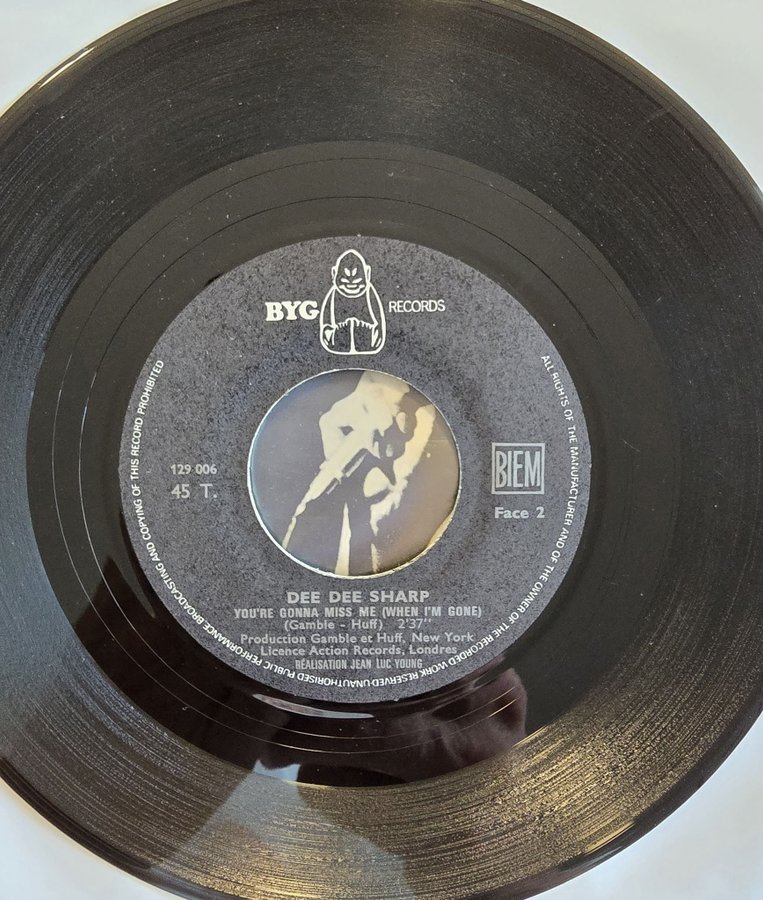 BYG RECORDS
129 006
45 T.
BIEM
Face 2
DEE DEE SHARP
YOU'RE GONNA MISS ME (WHEN I'M GONE)
(Gamble - Huff) 2'37''
Production Gamble et Huff, New York
Licence Action Records, Londres
RÉALISATION JEAN LUC YOUNG
ALL RIGHTS OF THE MANUFACTURER AND OF THE OWNER OF THE RECORDED WORK RESERVED-UNAUTHORISED PUBLIC PERFORMANCE BROADCASTING AND COPYING OF THIS RECORD PROHIBITED